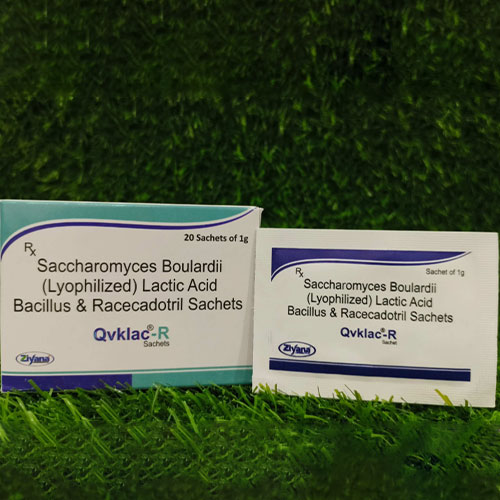 20 Sachets of 1g
Rx
Saccharomyces Boulardii
(Lyophilized) Lactic Acid
Bacillus & Racecadotril Sachets
Qvklac®-R
Sachets
Ziyana
Sachet of 1g
Rx
Saccharomyces Boulardii
(Lyophilized) Lactic Acid
Bacillus & Racecadotril Sachets
Qvklac®-R
Sachet
Ziyana